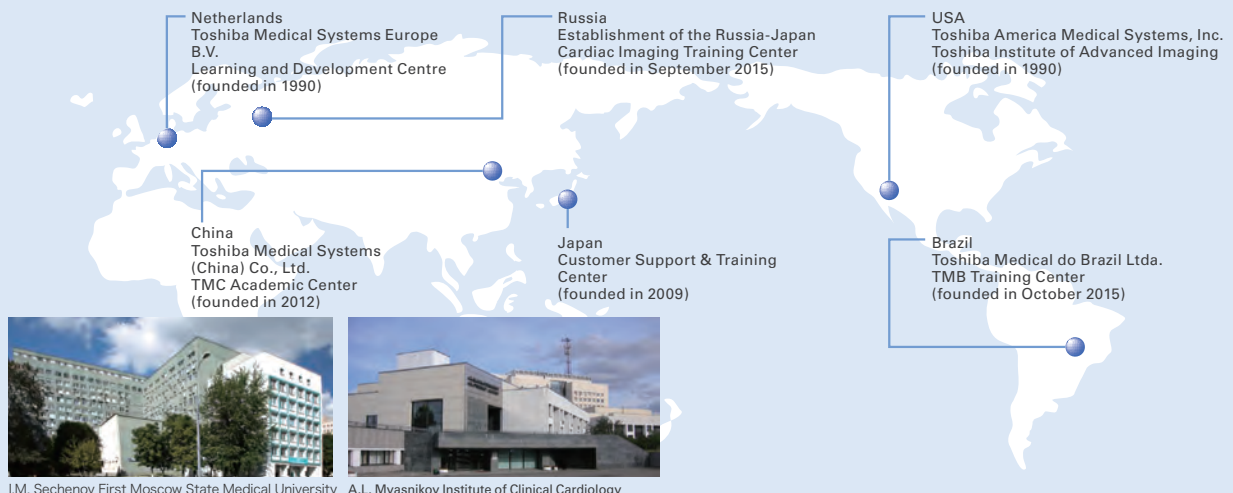 Netherlands
Toshiba Medical Systems Europe
B.V.
Learning and Development Centre
(founded in 1990)
Russia
Establishment of the Russia-Japan
Cardiac Imaging Training Center
(founded in September 2015)
USA
Toshiba America Medical Systems, Inc.
Toshiba Institute of Advanced Imaging
(founded in 1990)
China
Toshiba Medical Systems
(China) Co., Ltd.
TMC Academic Center
(founded in 2012)
Japan
Customer Support & Training
Center
(founded in 2009)
Brazil
Toshiba Medical do Brazil Ltda.
TMB Training Center
(founded in October 2015)
I.M. Sechenov First Moscow State Medical University
A.L. Myasnikov Institute of Clinical Cardiology